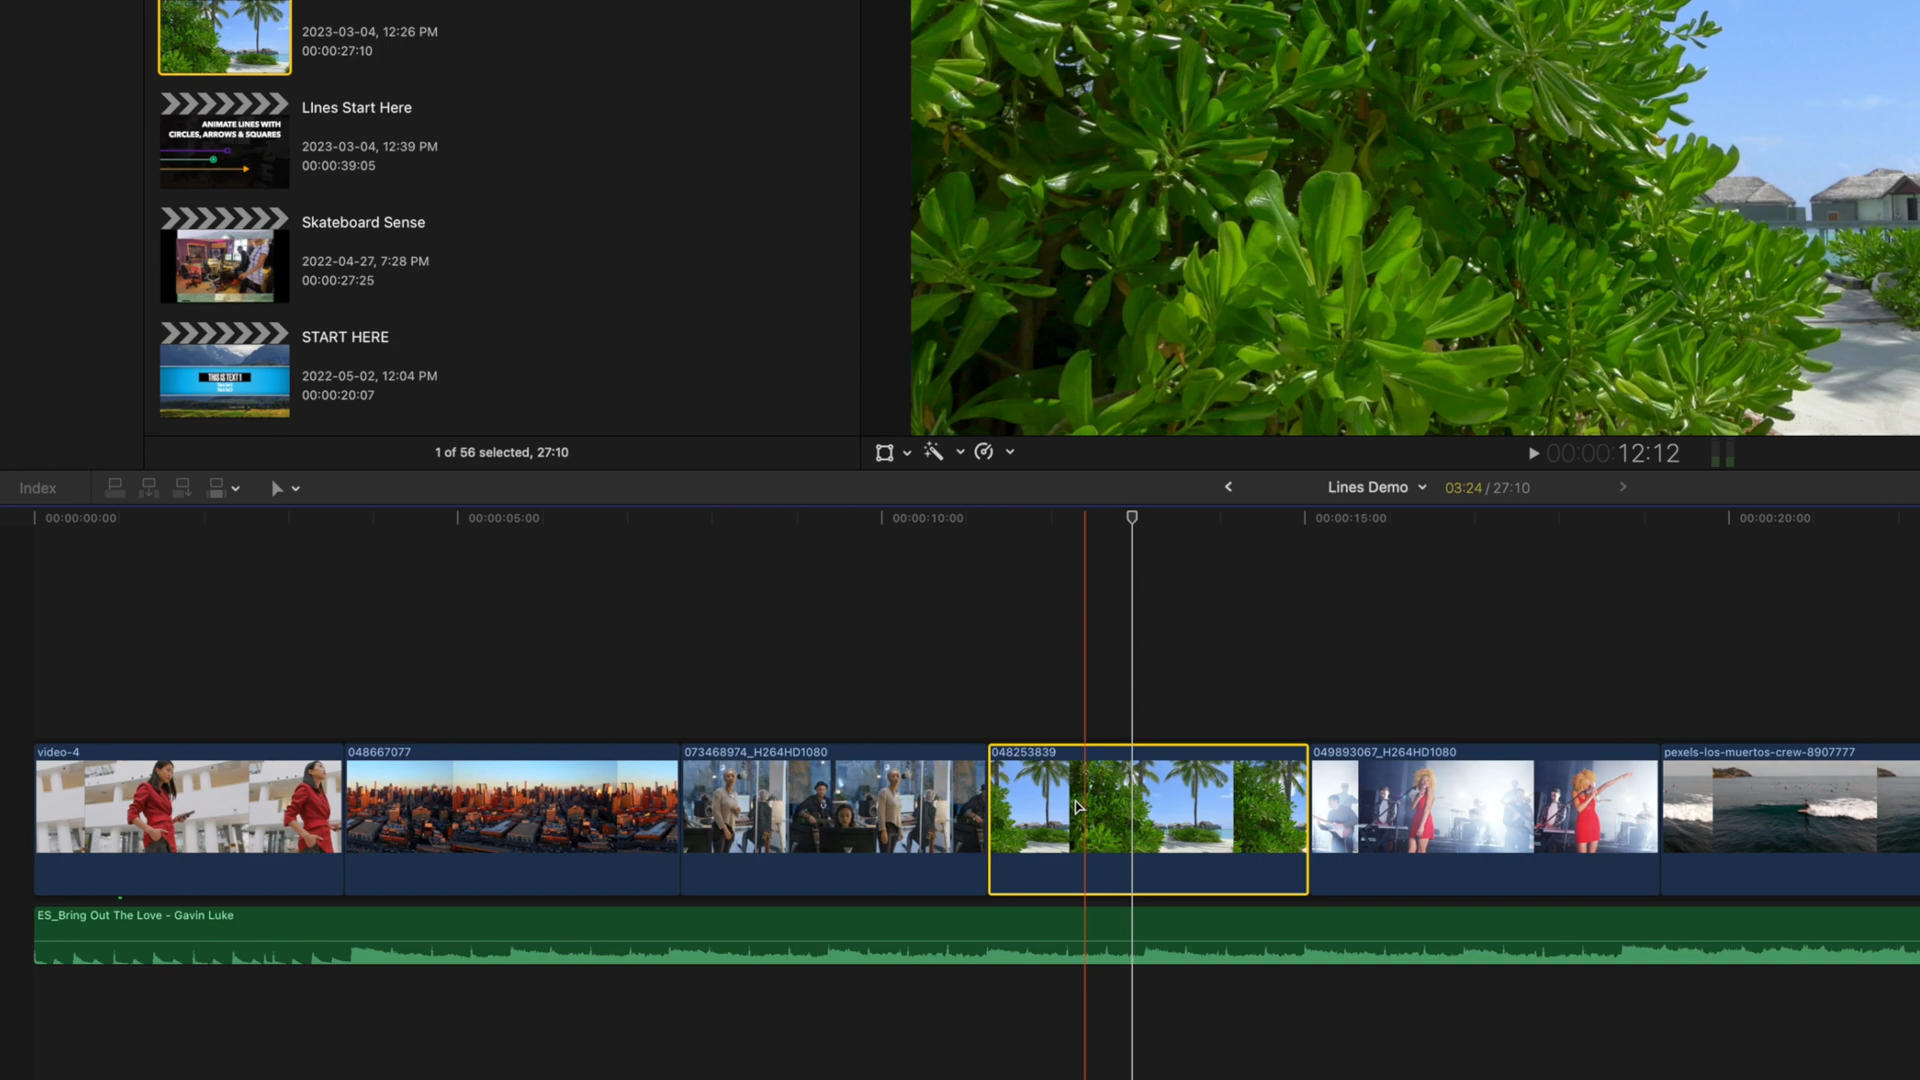 2023-03-04, 12:26 PM
00:00:27:10
LInes Start Here
ANIMATE LINES WITH
CIRCLES, ARROWS & SQUARES
2023-03-04, 12:39 PM
00:00:39:05
Skateboard Sense
2022-04-27, 7:28 PM
00:00:27:25
START HERE
THIS IS TEXT 1
2022-05-02, 12:04 PM
00:00:20:07
1 of 56 selected, 27:10
00:00:12:12
Index
Lines Demo
03:24 / 27:10
00:00:00:00
00:00:05:00
00:00:10:00
00:00:15:00
00:00:20:00
video-4
048667077
073468974_H264HD1080
048253839
049893067_H264HD1080
pexels-los-muertos-crew-8907777
ES_Bring Out The Love - Gavin Luke